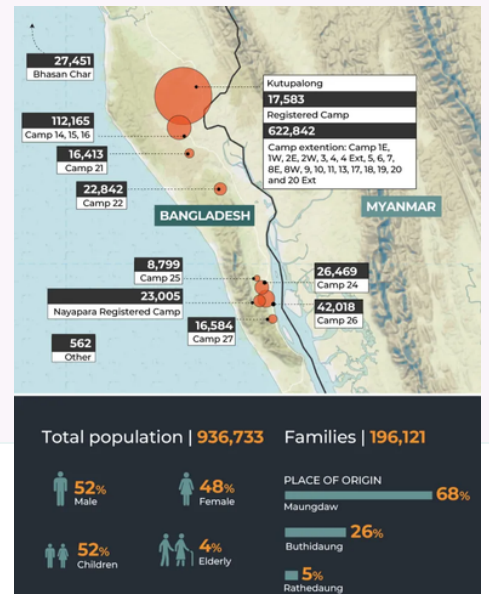 27,451
Bhasan Char
Kutupalong
17,583
Registered Camp
622,842
Camp extention: Camp 1E,
1W, 2E, 2W, 3, 4, 4 Ext, 5, 6, 7,
8E, 8W, 9, 10, 11, 13, 17, 18, 19, 20
and 20 Ext
112,165
Camp 14, 15, 16
16,413
Camp 21
22,842
Camp 22
BANGLADESH
MYANMAR
8,799
Camp 25
26,469
Camp 24
23,005
Nayapara Registered Camp
42,018
Camp 26
16,584
Camp 27
562
Other
Total population | 936,733
Families | 196,121
52%
Male
48%
Female
52%
Children
4%
Elderly
PLACE OF ORIGIN
68%
Maungdaw
26%
Buthidaung
5%
Rathedaung